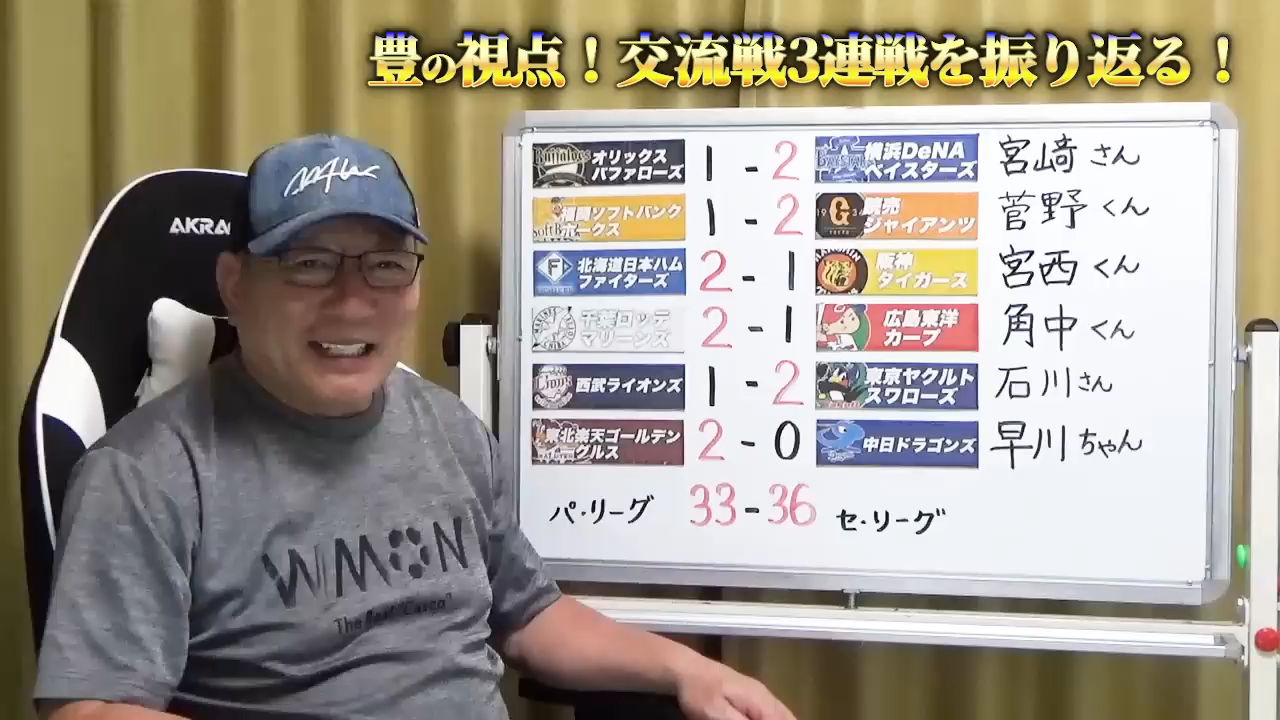 豊の視点！交流戦3連戦を振り返る！
AKRA
オリックス バファローズ 1 - 2 横浜DeNA ベイスターズ 宮﨑さん
福岡ソフトバンク ホークス 1 - 2 読売 ジャイアンツ 菅野くん
北海道日本ハム ファイターズ 2 - 1 阪神 タイガース 宮西くん
千葉ロッテ マリーンズ 2 - 1 広島東洋 カープ 角中くん
西武ライオンズ 1 - 2 東京ヤクルト スワローズ 石川さん
東北楽天ゴールデン グルス 2 - 0 中日ドラゴンズ 早川ちゃん
パ・リーグ 33 - 36 セ・リーグ
WMON
The Best